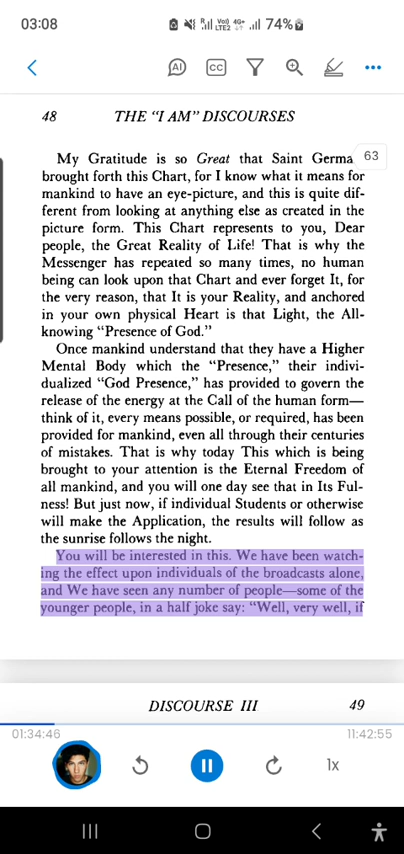 03:08
R
Vo))
LTE2
4G+
74%
AI
CC
48 THE “I AM” DISCOURSES
63
My Gratitude is so Great that Saint Germa
brought forth this Chart, for I know what it means for
mankind to have an eye-picture, and this is quite dif-
ferent from looking at anything else as created in the
picture form. This Chart represents to you, Dear
people, the Great Reality of Life! That is why the
Messenger has repeated so many times, no human
being can look upon that Chart and ever forget It, for
the very reason, that It is your Reality, and anchored
in your own physical Heart is that Light, the All-
knowing “Presence of God.”
Once mankind understand that they have a Higher
Mental Body which the “Presence,” their indivi-
dualized “God Presence,” has provided to govern the
release of the energy at the Call of the human form—
think of it, every means possible, or required, has been
provided for mankind, even all through their centuries
of mistakes. That is why today This which is being
brought to your attention is the Eternal Freedom of
all mankind, and you will one day see that in Its Ful-
ness! But just now, if individual Students or otherwise
will make the Application, the results will follow as
the sunrise follows the night.
You will be interested in this. We have been watch-
ing the effect upon individuals of the broadcasts alone,
and We have seen any number of people—some of the
younger people, in a half joke say: “Well, very well, if
DISCOURSE III 49
01:34:46 11:42:55
1x